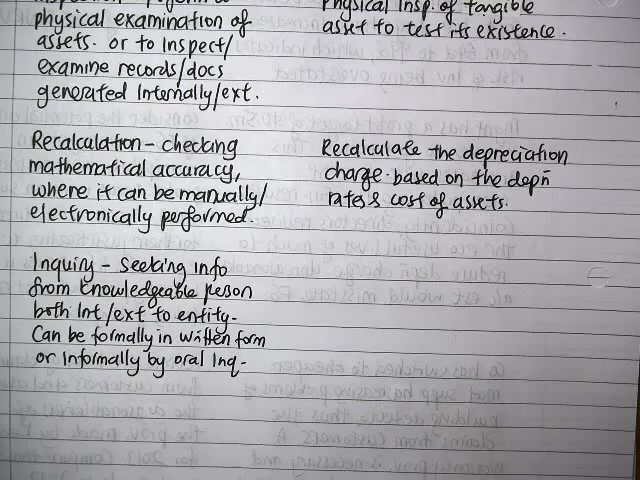 physical examination of
assets. or to inspect/
examine records/docs
generated Internally/ext.
Physical Insp. of tangible
asset to test its existence.
Recalculation - checking
mathematical accuracy,
where it can be manually/
electronically performed.
Recalculate the depreciation
charge. based on the depn
rates & cost of assets.
Inquiry - Seeking info
from knowledgeable person
both Int/ext to entity.
Can be formally in written form
or informally by oral Inq-